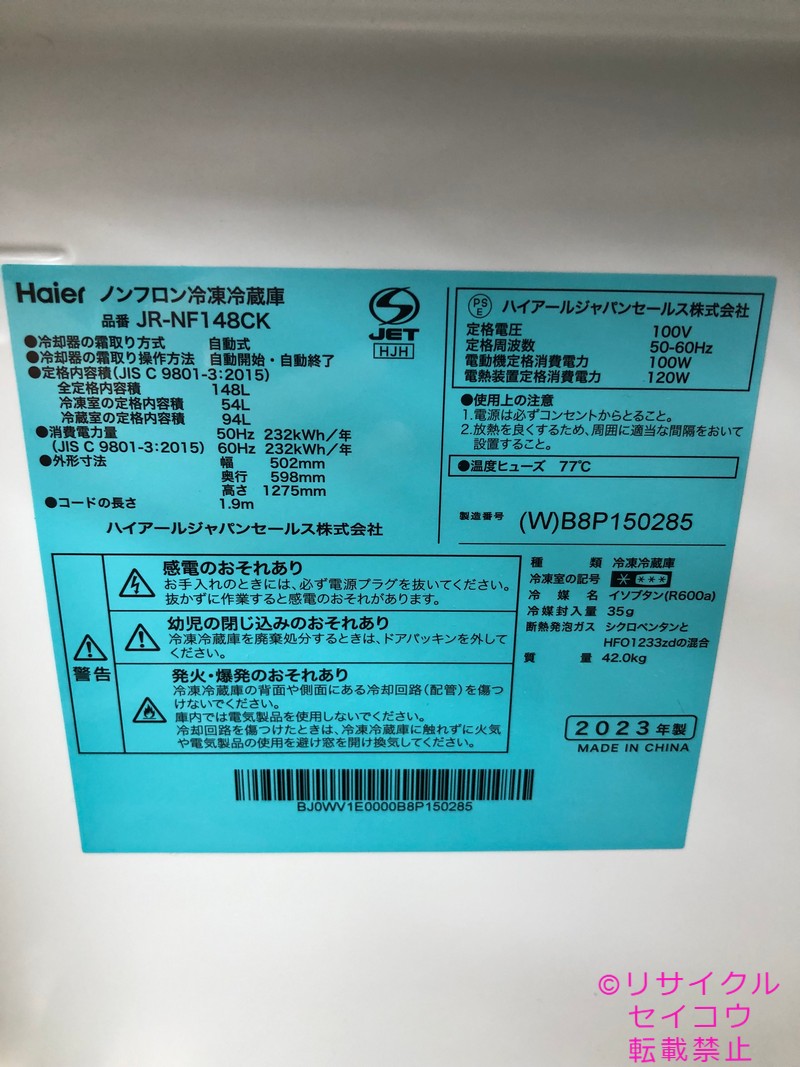 Haier ノンフロン冷凍冷蔵庫
品番 JR-NF148CK
●冷却器の霜取り方式 自動式
●冷却器の霜取り操作方法 自動開始・自動終了
●定格内容積(JIS C 9801-3:2015)
全定格内容積 148L
冷凍室の定格内容積 54L
冷蔵室の定格内容積 94L
●消費電力量 50Hz 232kWh/年
(JIS C 9801-3:2015) 60Hz 232kWh/年
●外形寸法 幅 502mm
奥行 598mm
高さ 1275mm
●コードの長さ 1.9m
ハイアールジャパンセールス株式会社
S
JET
HJH
PS
E
ハイアールジャパンセールス株式会社
定格電圧 100V
定格周波数 50-60Hz
電動機定格消費電力 100W
電熱装置定格消費電力 120W
●使用上の注意
1.電源は必ずコンセントからとること。
2.放熱を良くするため、周囲に適当な間隔をおいて
設置すること。
●温度ヒューズ 77℃
製造番号 (W)B8P150285
警告
感電のおそれあり
お手入れのときには、必ず電源プラグを抜いてください。
抜かずに作業すると感電のおそれがあります。
幼児の閉じ込みのおそれあり
冷凍冷蔵庫を廃棄処分するときは、ドアパッキンを外して
ください。
発火・爆発のおそれあり
冷凍冷蔵庫の背面や側面にある冷却回路(配管)を傷つ
けないでください。
庫内では電気製品を使用しないでください。
冷却回路を傷つけたときは、冷凍冷蔵庫に触れずに火気
や電気製品の使用を避け窓を開け換気してください。
種類 冷凍冷蔵庫
冷凍室の記号 * ***
冷媒名 イソブタン(R600a)
冷媒封入量 35g
断熱発泡ガス シクロペンタンと
HFO1233zdの混合
質量 42.0kg
2023年製
MADE IN CHINA
BJ0WV1E0000B8P150285
©リサイクル
セイコウ
転載禁止